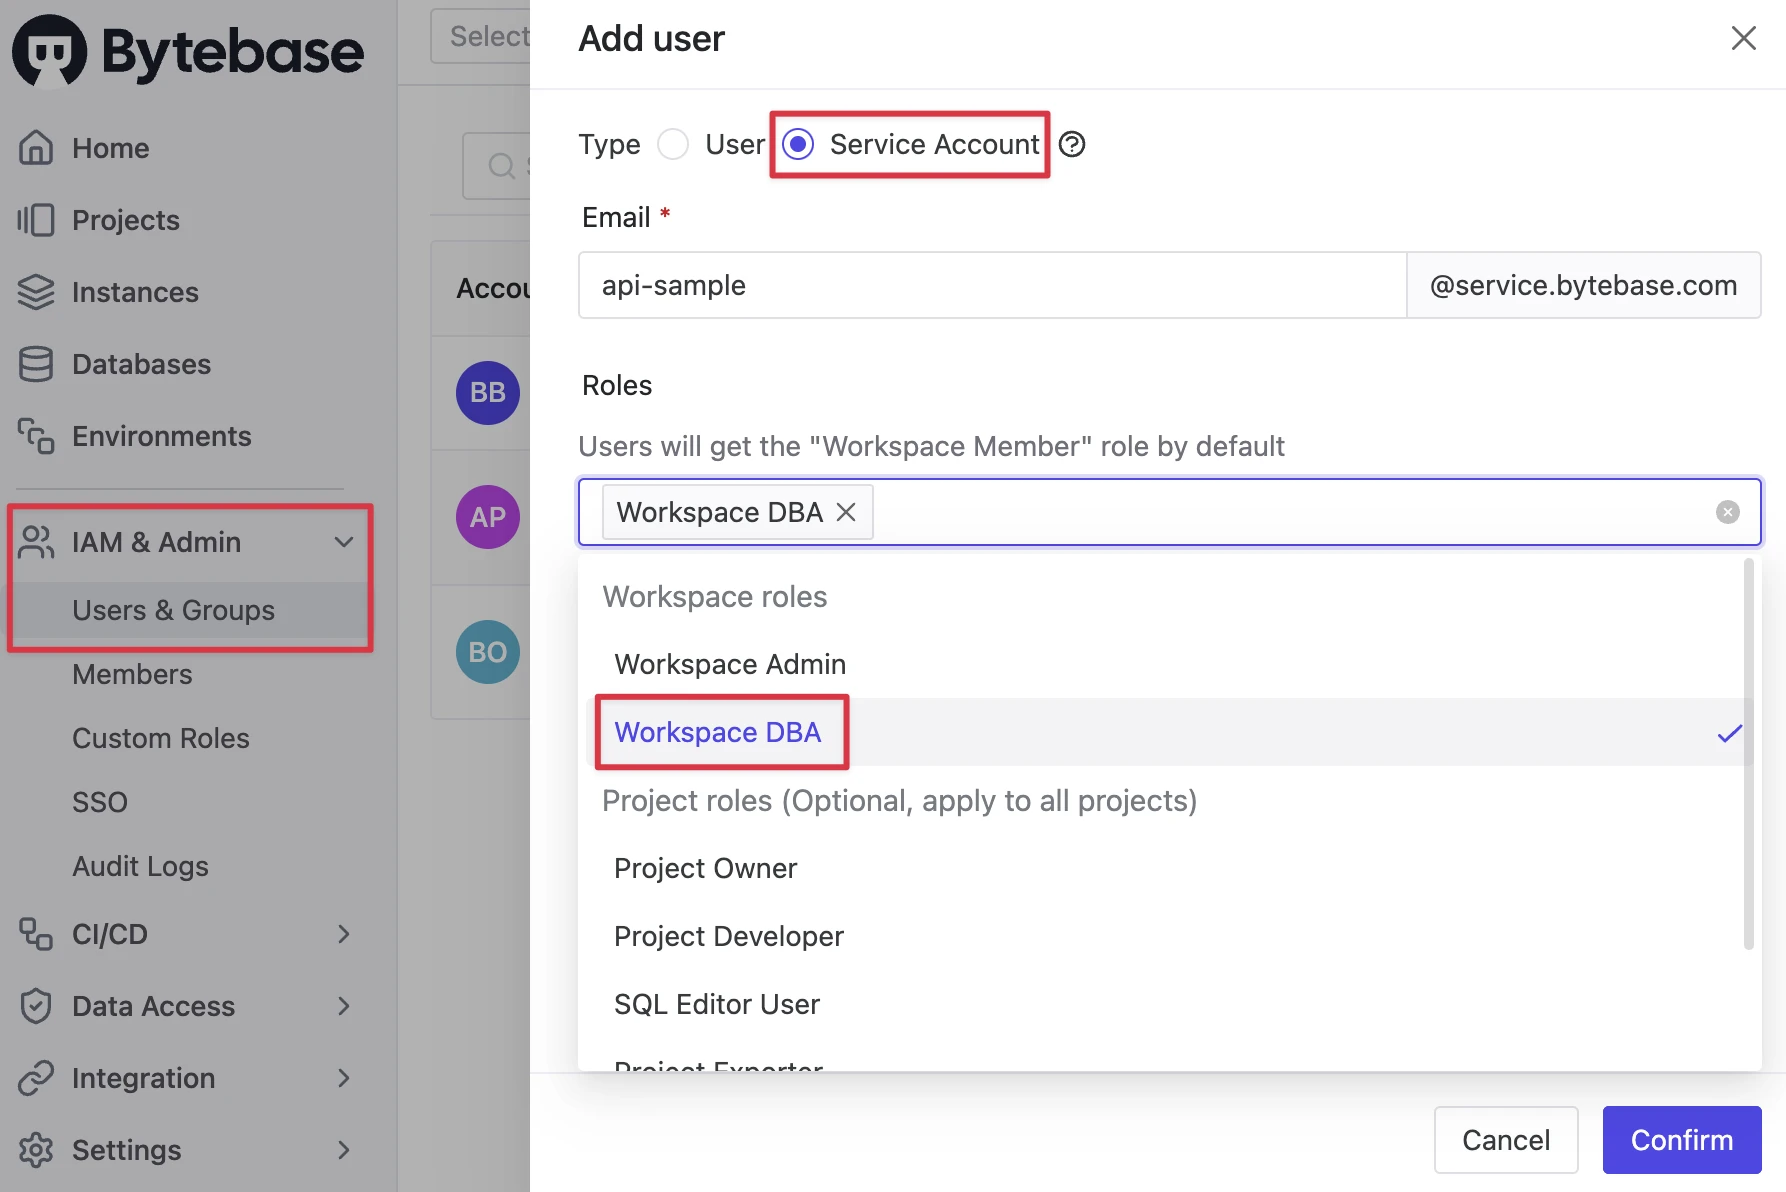 Bytebase
Home
Projects
Instances
Databases
Environments
IAM & Admin
Users & Groups
Members
Custom Roles
SSO
Audit Logs
CI/CD
Data Access
Integration
Settings
Select
Accou
BB
AP
BO
Add user
Type User Service Account
Email *
api-sample @service.bytebase.com
Roles
Users will get the "Workspace Member" role by default
Workspace DBA
Workspace roles
Workspace Admin
Workspace DBA
Project roles (Optional, apply to all projects)
Project Owner
Project Developer
SQL Editor User
Project Exporter
Cancel Confirm